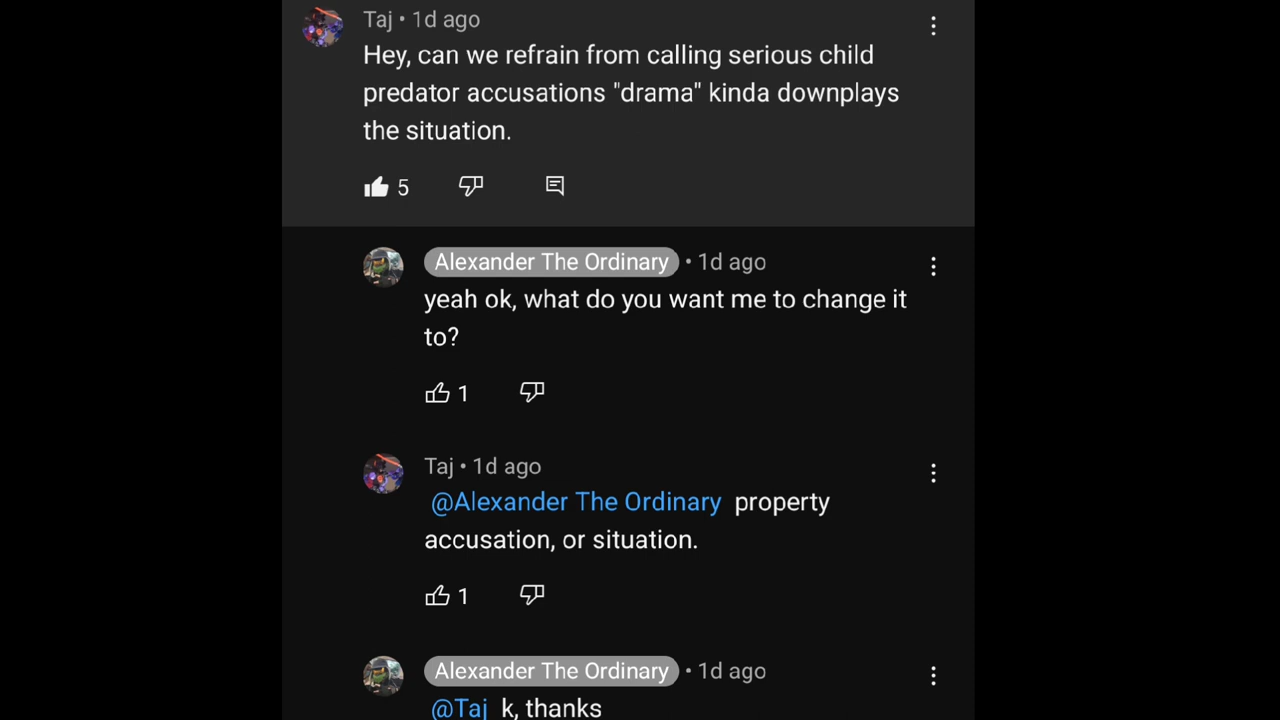 Taj • 1d ago
Hey, can we refrain from calling serious child
predator accusations "drama" kinda downplays
the situation.
5
Alexander The Ordinary • 1d ago
yeah ok, what do you want me to change it
to?
1
Taj • 1d ago
@Alexander The Ordinary property
accusation, or situation.
1
Alexander The Ordinary • 1d ago
@Taj k, thanks